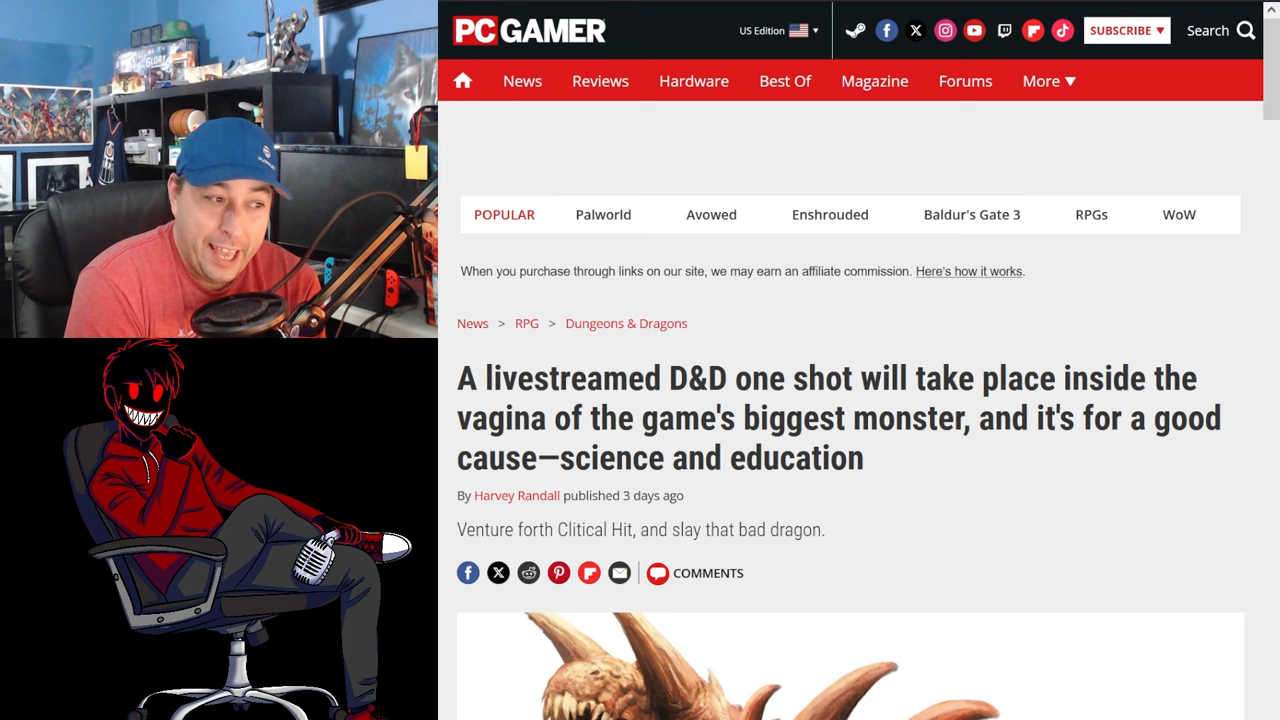 PC GAMER
US Edition
SUBSCRIBE ▼
Search
News Reviews Hardware Best Of Magazine Forums More ▼
POPULAR Palworld Avowed Enshrouded Baldur's Gate 3 RPGs WoW
When you purchase through links on our site, we may earn an affiliate commission. Here's how it works.
News > RPG > Dungeons & Dragons
A livestreamed D&D one shot will take place inside the
vagina of the game's biggest monster, and it's for a good
cause—science and education
By Harvey Randall published 3 days ago
Venture forth Clitical Hit, and slay that bad dragon.
COMMENTS
GLORY